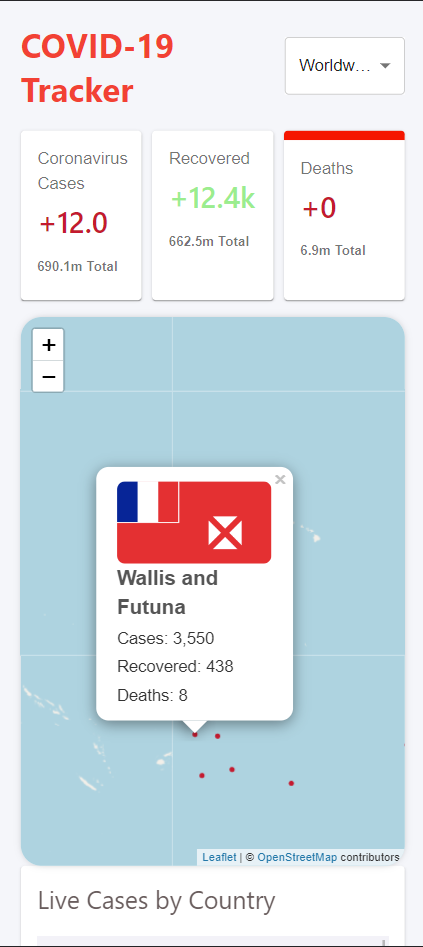 COVID-19
Tracker
Worldw...
Coronavirus
Cases
+12.0
690.1m Total
Recovered
+12.4k
662.5m Total
Deaths
+0
6.9m Total
+
−
×
Wallis and
Futuna
Cases: 3,550
Recovered: 438
Deaths: 8
Leaflet | © OpenStreetMap contributors
Live Cases by Country